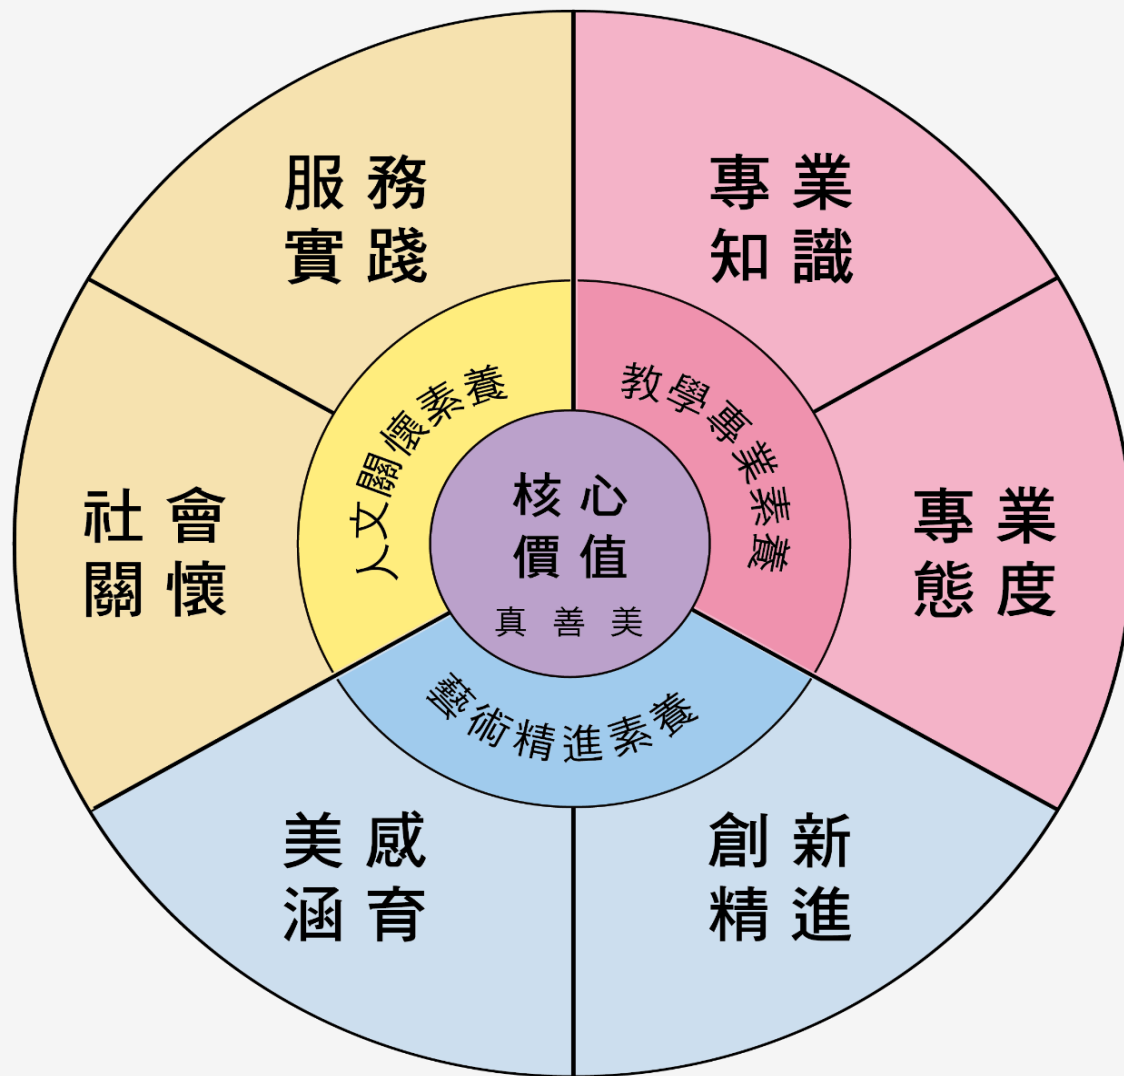 服務
實踐
專業
知識
人文關懷素養
教學專業素養
社會
關懷
核心
價值
真善美
專業
態度
藝術精進素養
美感
涵育
創新
精進